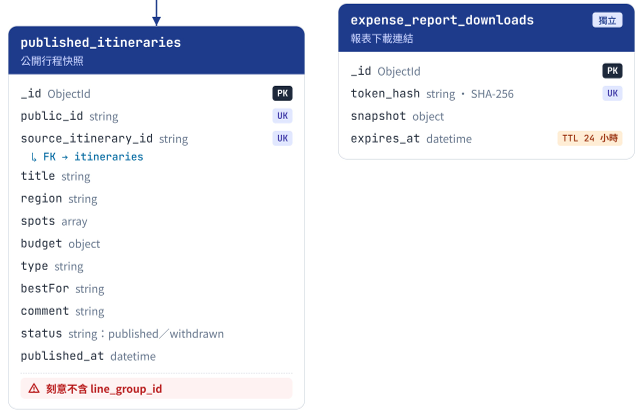 published_itineraries
公開行程快照
_id ObjectId PK
public_id string UK
source_itinerary_id string UK
↳ FK → itineraries
title string
region string
spots array
budget object
type string
bestFor string
comment string
status string：published／withdrawn
published_at datetime
⚠ 刻意不含 line_group_id
expense_report_downloads 獨立
報表下載連結
_id ObjectId PK
token_hash string・SHA-256 UK
snapshot object
expires_at datetime TTL 24 小時